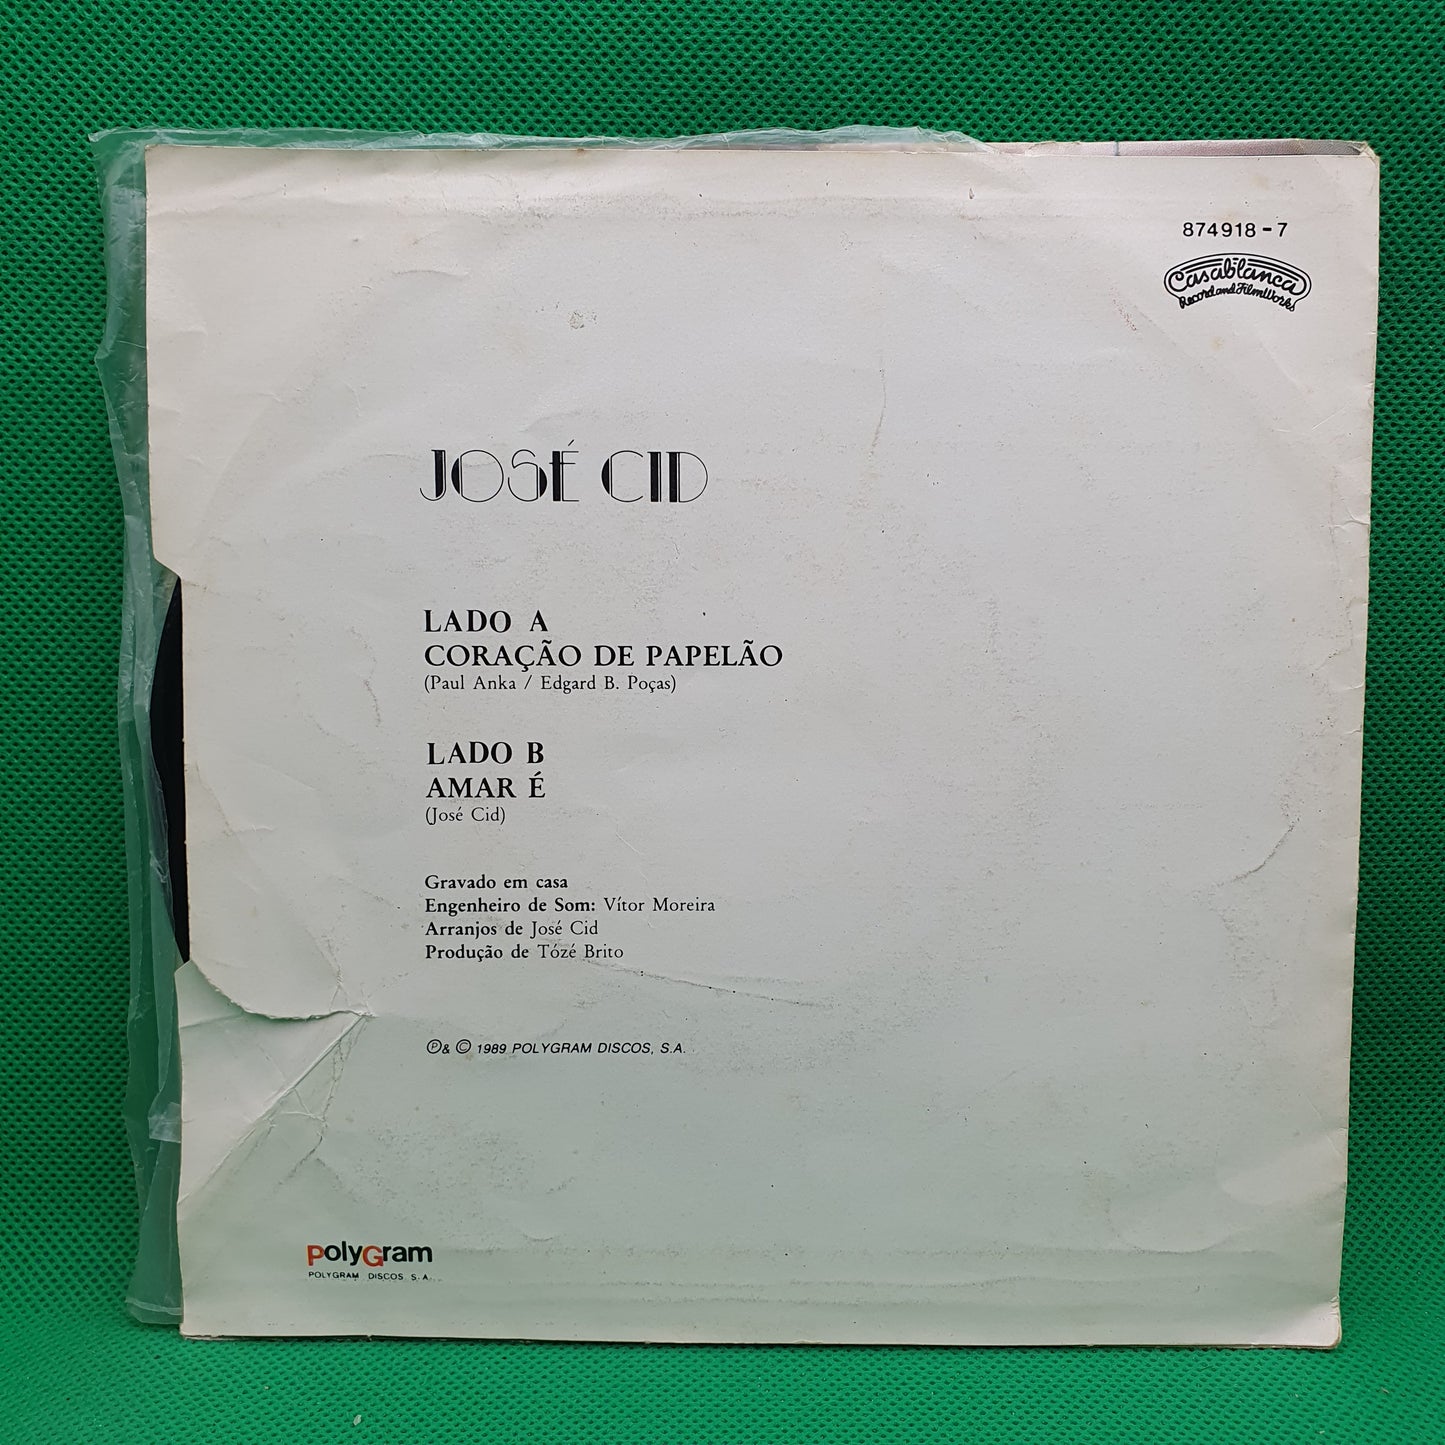 874918-7
Casablanca
Record and FilmWorks
JOSÉ CID
LADO A
CORAÇÃO DE PAPELÃO
(Paul Anka / Edgard B. Poças)
LADO B
AMAR É
(José Cid)
Gravado em casa
Engenheiro de Som: Vítor Moreira
Arranjos de José Cid
Produção de Tózé Brito
℗& © 1989 POLYGRAM DISCOS, S.A.
PolyGram
POLYGRAM DISCOS S.A.